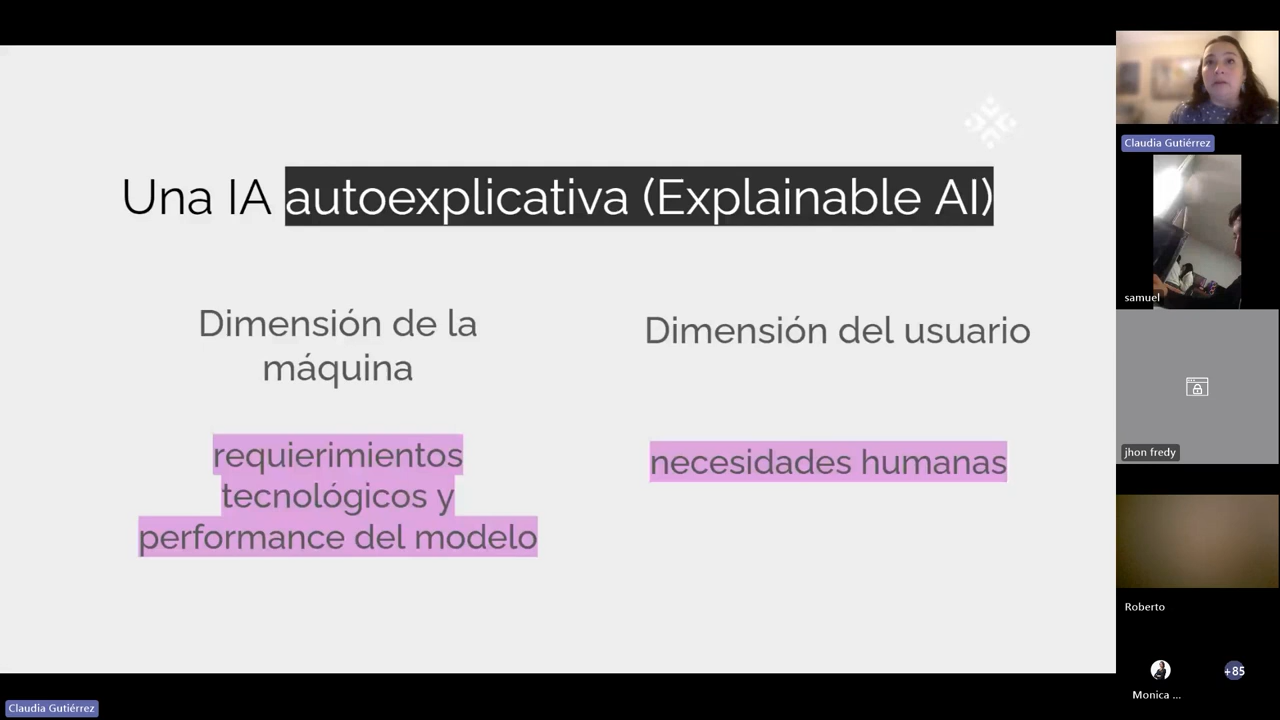 Una IA autoexplicativa (Explainable AI)
Dimensión de la
máquina
requierimientos
tecnológicos y
performance del modelo
Dimensión del usuario
necesidades humanas
Claudia Gutiérrez
samuel
jhon fredy
Roberto
Monica ...
+85
Claudia Gutiérrez